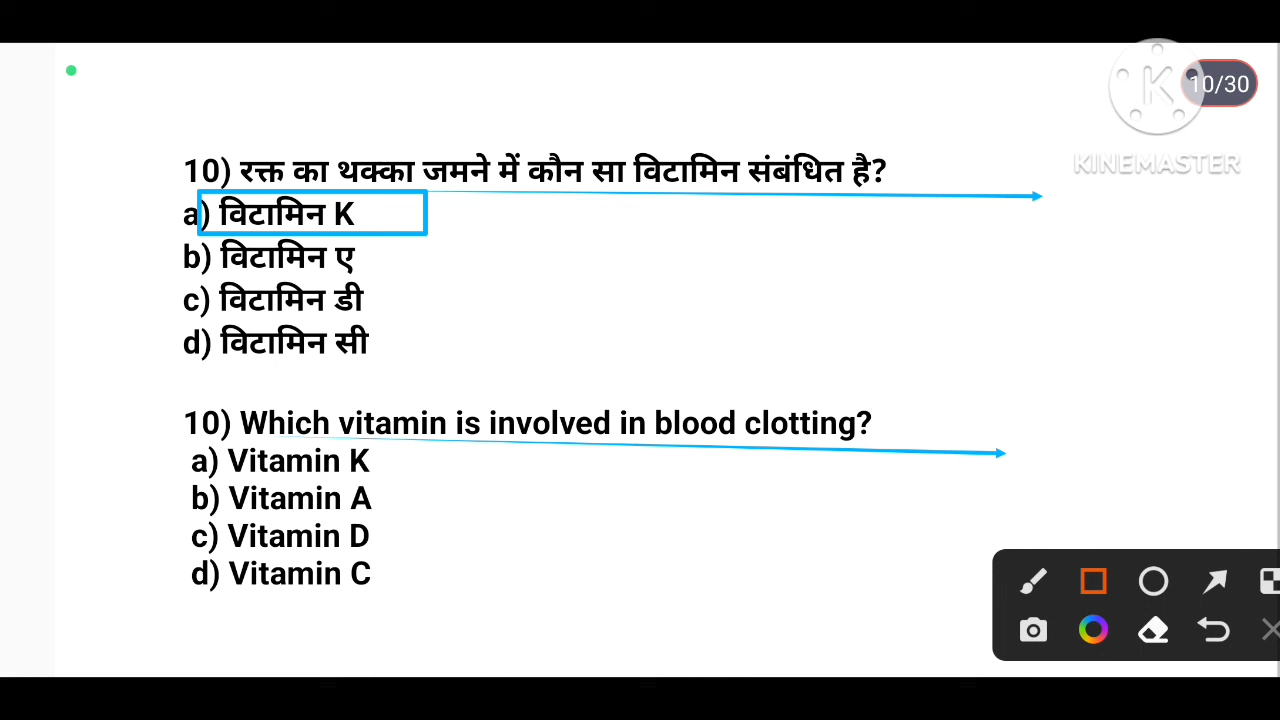 10/30
KINEMASTER
10) रक्त का थक्का जमने में कौन सा विटामिन संबंधित है?
a) विटामिन K
b) विटामिन ए
c) विटामिन डी
d) विटामिन सी
10) Which vitamin is involved in blood clotting?
a) Vitamin K
b) Vitamin A
c) Vitamin D
d) Vitamin C